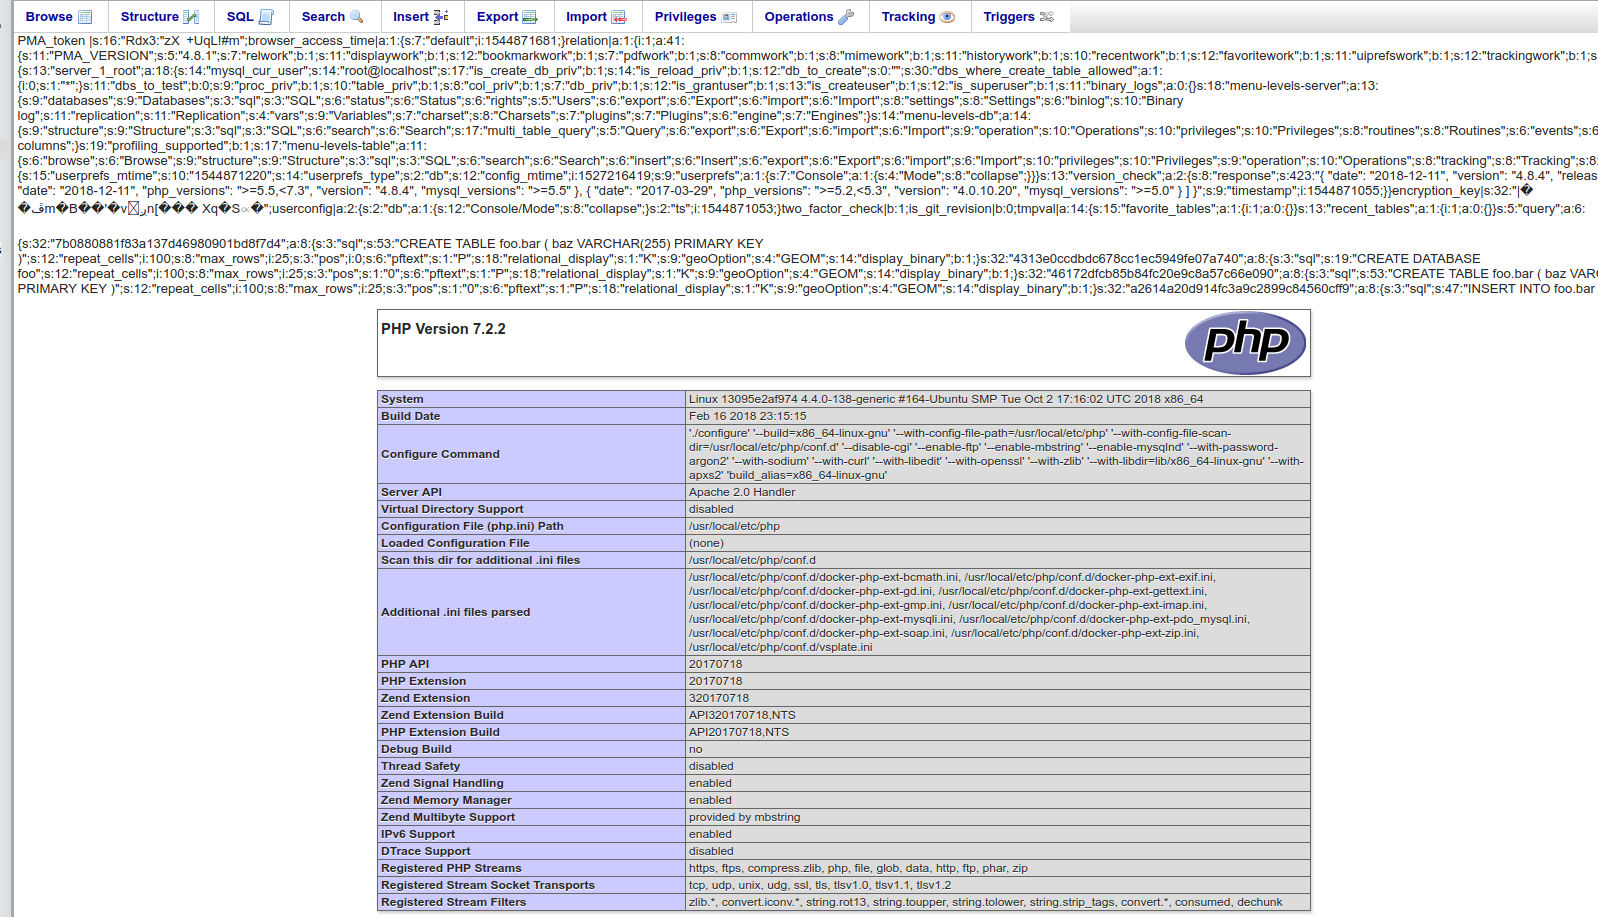 Browse Structure SQL Search Insert Export Import Privileges Operations Tracking Triggers
PMA_token |s:16:"Rdx3:"zX +UqL!#m";browser_access_time|a:1:{s:7:"default";i:1544871681;}relation|a:1:{i:1;a:41:
{s:11:"PMA_VERSION";s:5:"4.8.1";s:7:"relwork";b:1;s:11:"displaywork";b:1;s:12:"bookmarkwork";b:1;s:7:"pdfwork";b:1;s:8:"commwork";b:1;s:8:"mimework";b:1;s:11:"historywork";b:1;s:10:"recentwork";b:1;s:12:"favoritework";b:1;s:11:"uiprefswork";b:1;s:12:"trackingwork";b:1;s
{s:13:"server_1_root";a:18:{s:14:"mysql_cur_user";s:14:"root@localhost";s:17:"is_create_db_priv";b:1;s:14:"is_reload_priv";b:1;s:12:"db_to_create";s:0:"";s:30:"dbs_where_create_table_allowed";a:1:
{i:0;s:1:"*";}s:11:"dbs_to_test";b:0;s:9:"proc_priv";b:1;s:10:"table_priv";b:1;s:8:"col_priv";b:1;s:7:"db_priv";b:1;s:12:"is_grantuser";b:1;s:13:"is_createuser";b:1;s:12:"is_superuser";b:1;s:11:"binary_logs";a:0:{}s:18:"menu-levels-server";a:13:
{s:9:"databases";s:9:"Databases";s:3:"sql";s:3:"SQL";s:6:"status";s:6:"Status";s:6:"rights";s:5:"Users";s:6:"export";s:6:"Export";s:6:"import";s:6:"Import";s:8:"settings";s:8:"Settings";s:6:"binlog";s:10:"Binary
log";s:11:"replication";s:11:"Replication";s:4:"vars";s:9:"Variables";s:7:"charset";s:8:"Charsets";s:7:"plugins";s:7:"Plugins";s:6:"engine";s:7:"Engines";}s:14:"menu-levels-db";a:14:
{s:9:"structure";s:9:"Structure";s:3:"sql";s:3:"SQL";s:6:"search";s:6:"Search";s:17:"multi_table_query";s:5:"Query";s:6:"export";s:6:"Export";s:6:"import";s:6:"Import";s:9:"operation";s:10:"Operations";s:10:"privileges";s:10:"Privileges";s:8:"routines";s:8:"Routines";s:6:"events";s:6
columns";}s:19:"profiling_supported";b:1;s:17:"menu-levels-table";a:11:
{s:6:"browse";s:6:"Browse";s:9:"structure";s:9:"Structure";s:3:"sql";s:3:"SQL";s:6:"search";s:6:"Search";s:6:"insert";s:6:"Insert";s:6:"export";s:6:"Export";s:6:"import";s:6:"Import";s:10:"privileges";s:10:"Privileges";s:9:"operation";s:10:"Operations";s:8:"tracking";s:8:"Tracking";s:8:
{s:15:"userprefs_mtime";s:10:"1544871220";s:14:"userprefs_type";s:2:"db";s:12:"config_mtime";i:1527216419;s:9:"userprefs";a:1:{s:7:"Console";a:1:{s:4:"Mode";s:8:"collapse";}}}s:13:"version_check";a:2:{s:8:"response";s:423:"{ "date": "2018-12-11", "version": "4.8.4", "releas
"date": "2018-12-11", "php_versions": ">=5.5,<7.3", "version": "4.8.4", "mysql_versions": ">=5.5" }, { "date": "2017-03-29", "php_versions": ">=5.2,<5.3", "version": "4.0.10.20", "mysql_versions": ">=5.0" } ] }";s:9:"timestamp";i:1544871055;}}encryption_key|s:32:"|�
Xq�S∝�";userconfig|a:2:{s:2:"db";a:1:{s:12:"Console/Mode";s:8:"collapse";}s:2:"ts";i:1544871053;}two_factor_check|b:1;is_git_revision|b:0;tmpval|a:14:{s:15:"favorite_tables";a:1:{i:1;a:0:{}}s:13:"recent_tables";a:1:{i:1;a:0:{}}s:5:"query";a:6:
{s:32:"7b0880881f83a137d46980901bd8f7d4";a:8:{s:3:"sql";s:53:"CREATE TABLE foo.bar ( baz VARCHAR(255) PRIMARY KEY
)";s:12:"repeat_cells";i:100;s:8:"max_rows";i:25;s:3:"pos";i:0;s:6:"pftext";s:1:"P";s:18:"relational_display";s:1:"K";s:9:"geoOption";s:4:"GEOM";s:14:"display_binary";b:1;}s:32:"4313e0ccdbdc678cc1ec5949fe07a740";a:8:{s:3:"sql";s:19:"CREATE DATABASE
foo";s:12:"repeat_cells";i:100;s:8:"max_rows";i:25;s:3:"pos";s:1:"0";s:6:"pftext";s:1:"P";s:18:"relational_display";s:1:"K";s:9:"geoOption";s:4:"GEOM";s:14:"display_binary";b:1;}s:32:"46172dfcb85b84fc20e9c8a57c66e090";a:8:{s:3:"sql";s:53:"CREATE TABLE foo.bar ( baz VAR
PRIMARY KEY )";s:12:"repeat_cells";i:100;s:8:"max_rows";i:25;s:3:"pos";s:1:"0";s:6:"pftext";s:1:"P";s:18:"relational_display";s:1:"K";s:9:"geoOption";s:4:"GEOM";s:14:"display_binary";b:1;}s:32:"a2614a20d914fc3a9c2899c84560cff9";a:8:{s:3:"sql";s:47:"INSERT INTO foo.bar
PHP Version 7.2.2
php
System Linux 13095e2af974 4.4.0-138-generic #164-Ubuntu SMP Tue Oct 2 17:16:02 UTC 2018 x86_64
Build Date Feb 16 2018 23:15:15
Configure Command './configure' '--build=x86_64-linux-gnu' '--with-config-file-path=/usr/local/etc/php' '--with-config-file-scan-
dir=/usr/local/etc/php/conf.d' '--disable-cgi' '--enable-ftp' '--enable-mbstring' '--enable-mysqlnd' '--with-password-
argon2' '--with-sodium' '--with-curl' '--with-libedit' '--with-openssl' '--with-zlib' '--with-libdir=lib/x86_64-linux-gnu' '--with-
apxs2' 'build_alias=x86_64-linux-gnu'
Server API Apache 2.0 Handler
Virtual Directory Support disabled
Configuration File (php.ini) Path /usr/local/etc/php
Loaded Configuration File (none)
Scan this dir for additional .ini files /usr/local/etc/php/conf.d
Additional .ini files parsed /usr/local/etc/php/conf.d/docker-php-ext-bcmath.ini, /usr/local/etc/php/conf.d/docker-php-ext-exif.ini,
/usr/local/etc/php/conf.d/docker-php-ext-gd.ini, /usr/local/etc/php/conf.d/docker-php-ext-gettext.ini,
/usr/local/etc/php/conf.d/docker-php-ext-gmp.ini, /usr/local/etc/php/conf.d/docker-php-ext-imap.ini,
/usr/local/etc/php/conf.d/docker-php-ext-mysqli.ini, /usr/local/etc/php/conf.d/docker-php-ext-pdo_mysql.ini,
/usr/local/etc/php/conf.d/docker-php-ext-soap.ini, /usr/local/etc/php/conf.d/docker-php-ext-zip.ini,
/usr/local/etc/php/conf.d/vsplate.ini
PHP API 20170718
PHP Extension 20170718
Zend Extension 320170718
Zend Extension Build API320170718,NTS
PHP Extension Build API20170718,NTS
Debug Build no
Thread Safety disabled
Zend Signal Handling enabled
Zend Memory Manager enabled
Zend Multibyte Support provided by mbstring
IPv6 Support enabled
DTrace Support disabled
Registered PHP Streams https, ftps, compress.zlib, php, file, glob, data, http, ftp, phar, zip
Registered Stream Socket Transports tcp, udp, unix, udg, ssl, tls, tlsv1.0, tlsv1.1, tlsv1.2
Registered Stream Filters zlib.*, convert.iconv.*, string.rot13, string.toupper, string.tolower, string.strip_tags, convert.*, consumed, dechunk